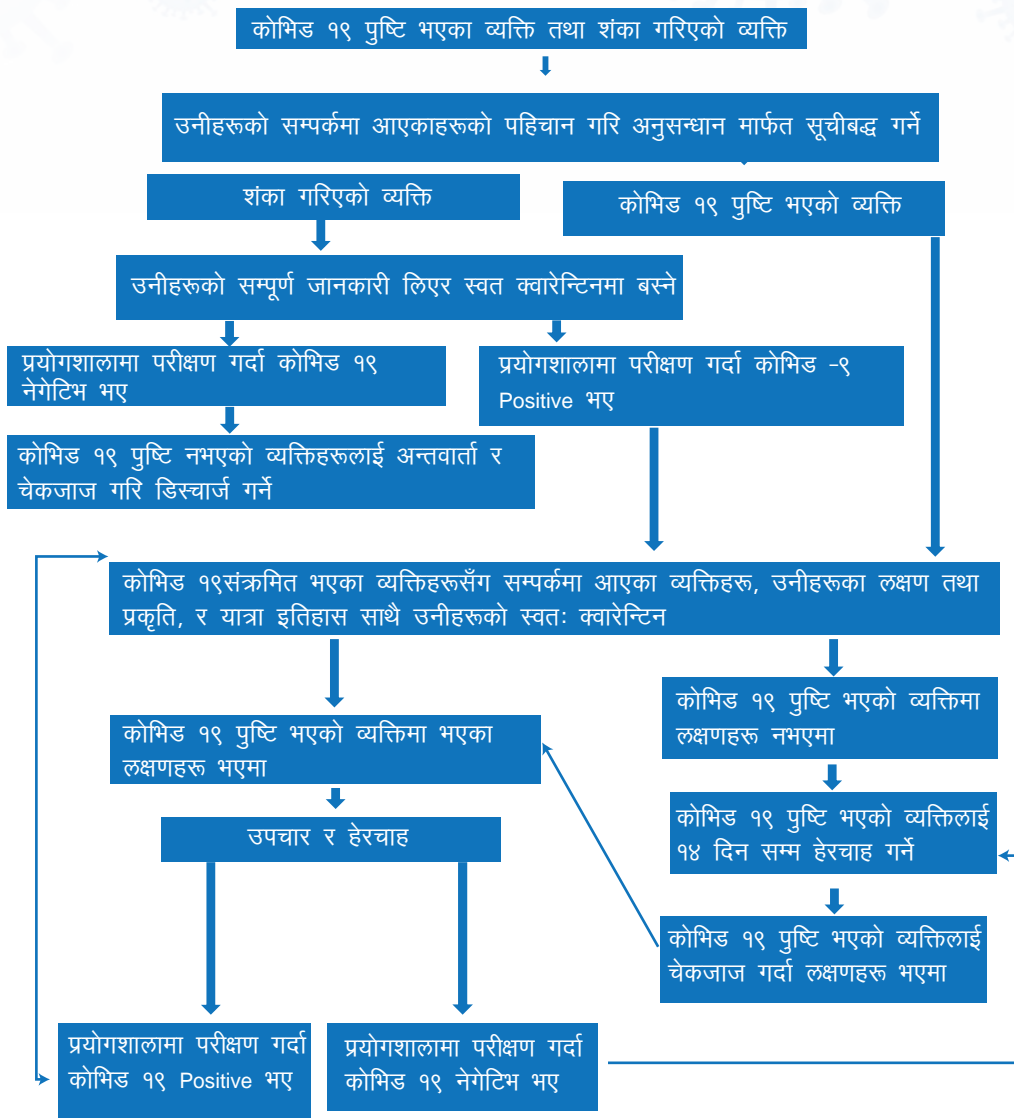 कोभिड १९ पुष्टि भएका व्यक्ति तथा शंका गरिएको व्यक्ति
उनीहरूको सम्पर्कमा आएकाहरूको पहिचान गरि अनुसन्धान मार्फत सूचीबद्ध गर्ने
शंका गरिएको व्यक्ति
कोभिड १९ पुष्टि भएको व्यक्ति
उनीहरूको सम्पूर्ण जानकारी लिएर स्वत क्वारेन्टिनमा बस्ने
प्रयोगशालामा परीक्षण गर्दा कोभिड १९
नेगेटिभ भए
प्रयोगशालामा परीक्षण गर्दा कोभिड -९
Positive भए
कोभिड १९ पुष्टि नभएको व्यक्तिहरूलाई अन्तवार्ता र
चेकजाज गरि डिस्चार्ज गर्ने
कोभिड १९संक्रमित भएका व्यक्तिहरूसँग सम्पर्कमा आएका व्यक्तिहरू, उनीहरूका लक्षण तथा
प्रकृति, र यात्रा इतिहास साथै उनीहरूको स्वतः क्वारेन्टिन
कोभिड १९ पुष्टि भएको व्यक्तिमा
लक्षणहरू नभएमा
कोभिड १९ पुष्टि भएको व्यक्तिमा भएका
लक्षणहरू भएमा
कोभिड १९ पुष्टि भएको व्यक्तिलाई
१४ दिन सम्म हेरचाह गर्ने
उपचार र हेरचाह
कोभिड १९ पुष्टि भएको व्यक्तिलाई
चेकजाज गर्दा लक्षणहरू भएमा
प्रयोगशालामा परीक्षण गर्दा
कोभिड १९ Positive भए
प्रयोगशालामा परीक्षण गर्दा
कोभिड १९ नेगेटिभ भए